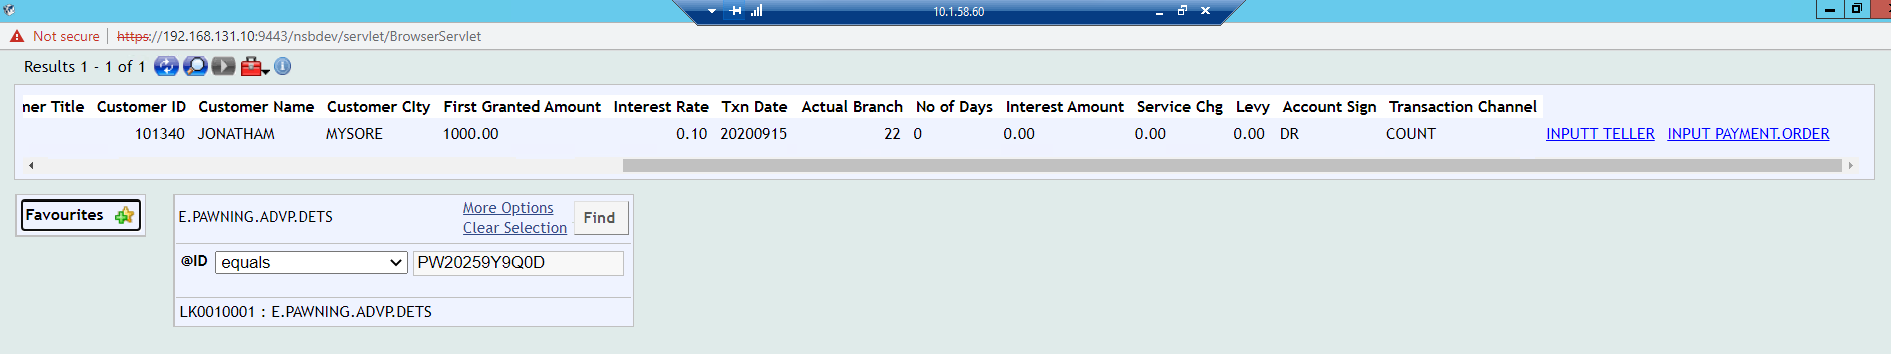 10.1.58.60
Not secure | https://192.168.131.10:9443/nsbdev/servlet/BrowserServlet
Results 1 - 1 of 1
mer Title Customer ID Customer Name Customer CIty First Granted Amount Interest Rate Txn Date Actual Branch No of Days Interest Amount Service Chg Levy Account Sign Transaction Channel
101340 JONATHAM MYSORE 1000.00 0.10 20200915 22 0 0.00 0.00 0.00 DR COUNT INPUTT TELLER INPUT PAYMENT.ORDER
Favourites
E.PAWNING.ADVP.DETS
More Options
Clear Selection
Find
@ID equals PW20259Y9Q0D
LK0010001 : E.PAWNING.ADVP.DETS